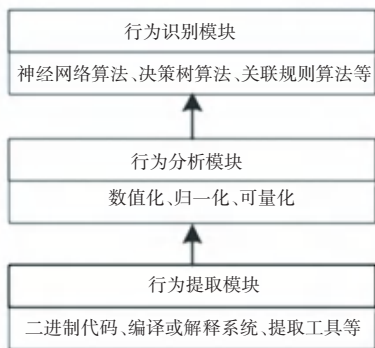 行为识别模块
神经网络算法、决策树算法、关联规则算法等
行为分析模块
数值化、归一化、可量化
行为提取模块
二进制代码、编译或解释系统、提取工具等